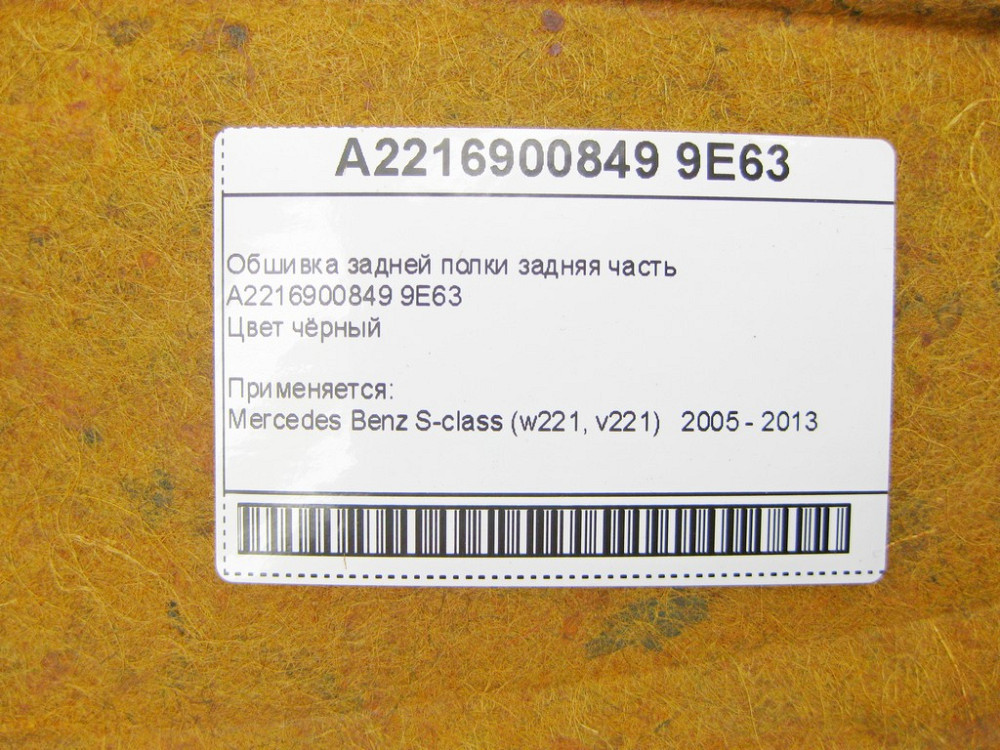 A2216900849 9E63
Обшивка задней полки задняя часть
A2216900849 9E63
Цвет чёрный
Применяется:
Mercedes Benz S-class (w221, v221) 2005 - 2013